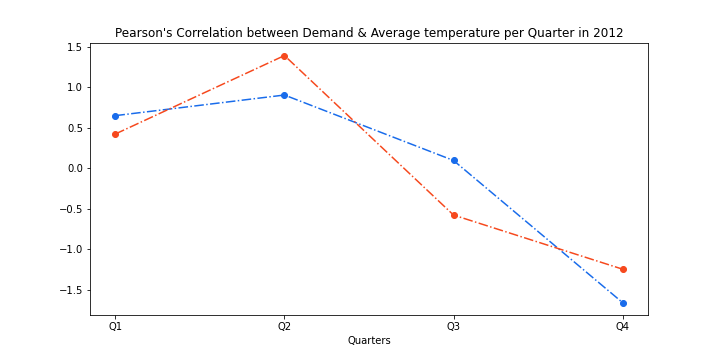 Pearson's Correlation between Demand & Average temperature per Quarter in 2012
1.5
1.0
0.5
0.0
−0.5
−1.0
−1.5
Q1 Q2 Q3 Q4
Quarters